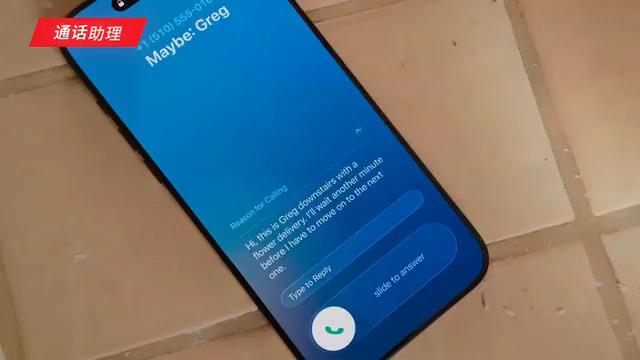 通话助理
+1 (510) 555-010
Maybe: Greg
Reason for Calling
Hi, this is Greg downstairs with a
flower delivery. I'll wait another minute
before I have to move on to the next
one.
Type to Reply
slide to answer